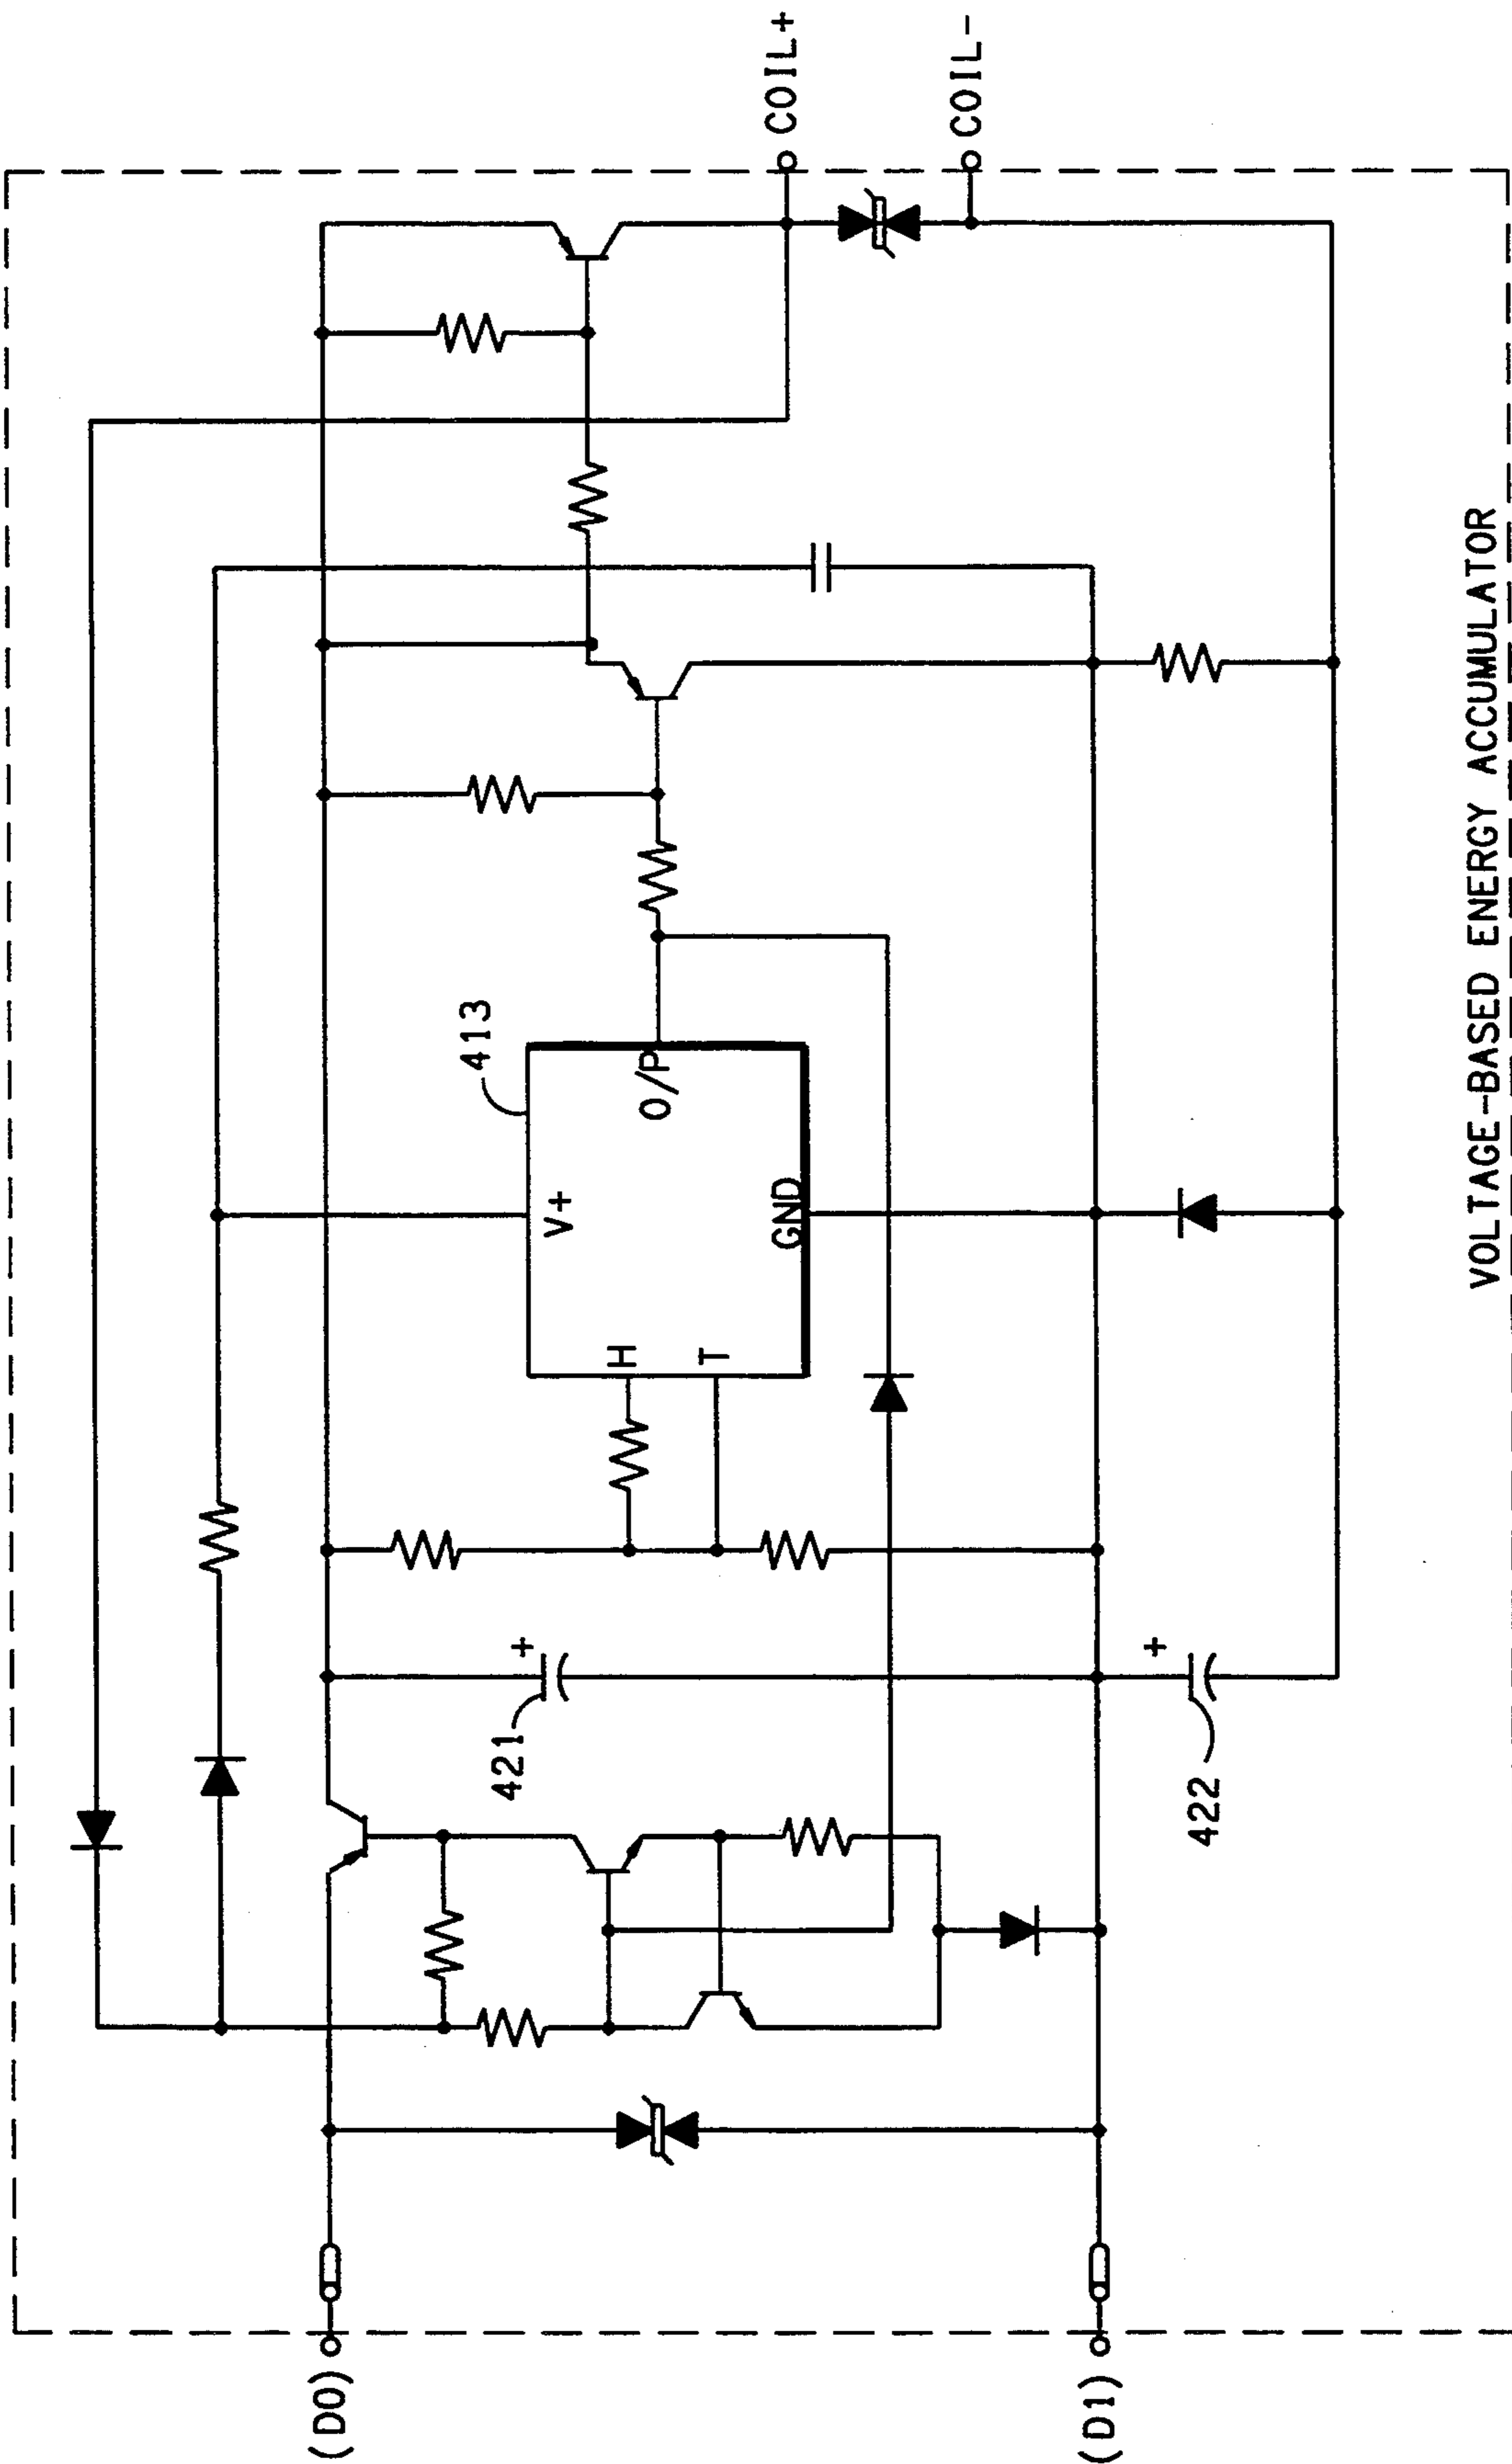 (D0)
(D1)
421
+
422
+
413
V+
H
T
O/P
GND
COIL+
COIL-
VOLTAGE-BASED ENERGY ACCUMULATOR